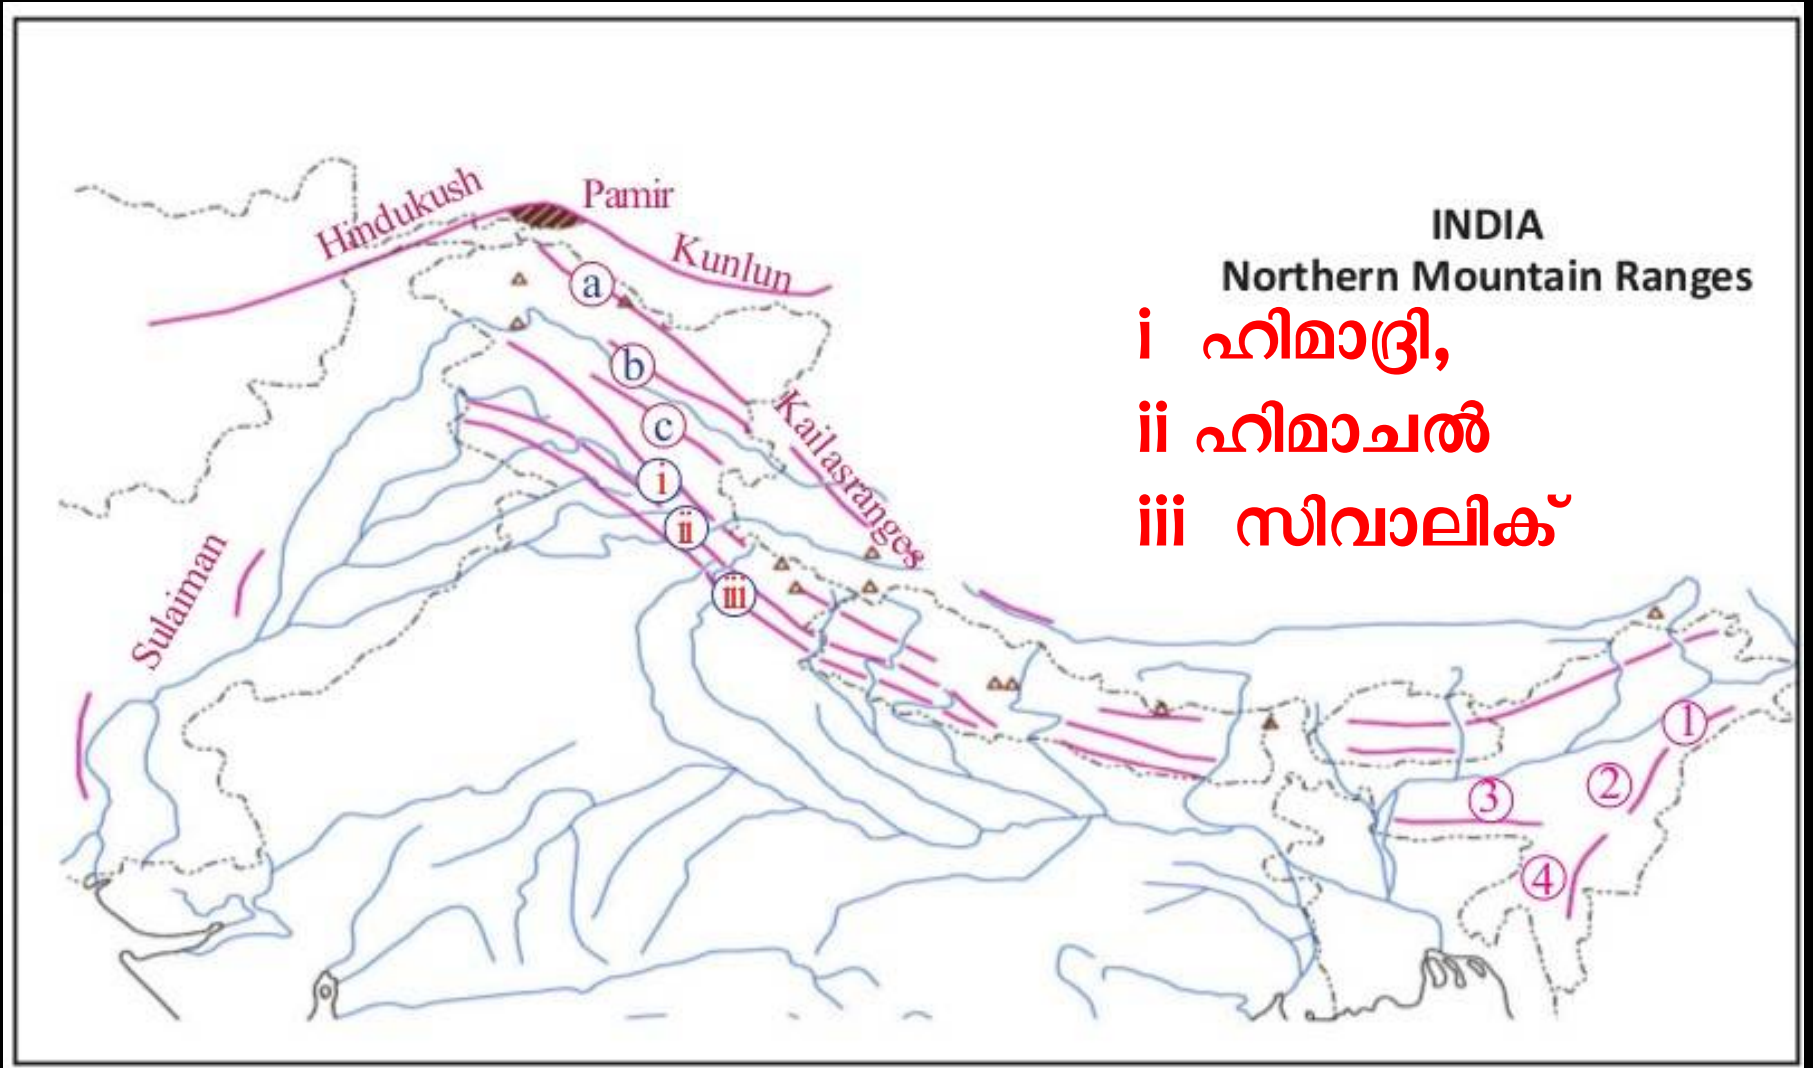 INDIA
Northern Mountain Ranges
i ഹിമാദ്രി,
ii ഹിമാചൽ
iii സിവാലിക്
Hindukush
Pamir
Kunlun
a
b
c
Kailasranges
i
ii
iii
Sulaiman
1
2
3
4